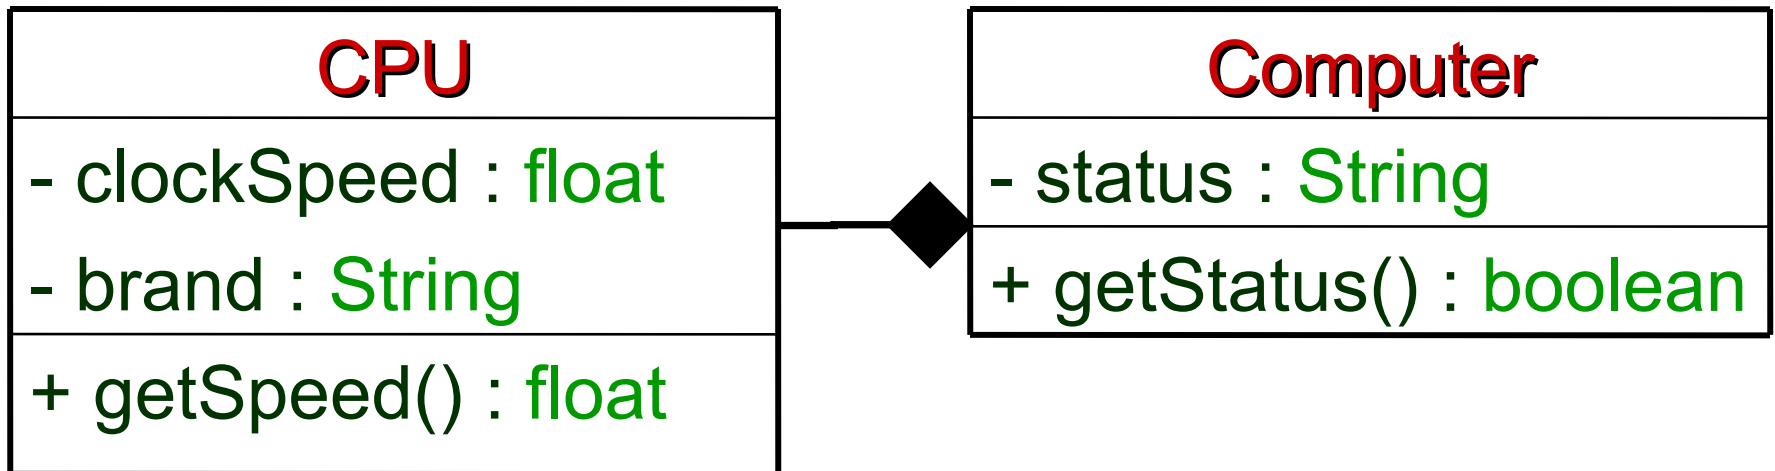 CPU
- clockSpeed : float
- brand : String
+ getSpeed() : float
Computer
- status : String
+ getStatus() : boolean